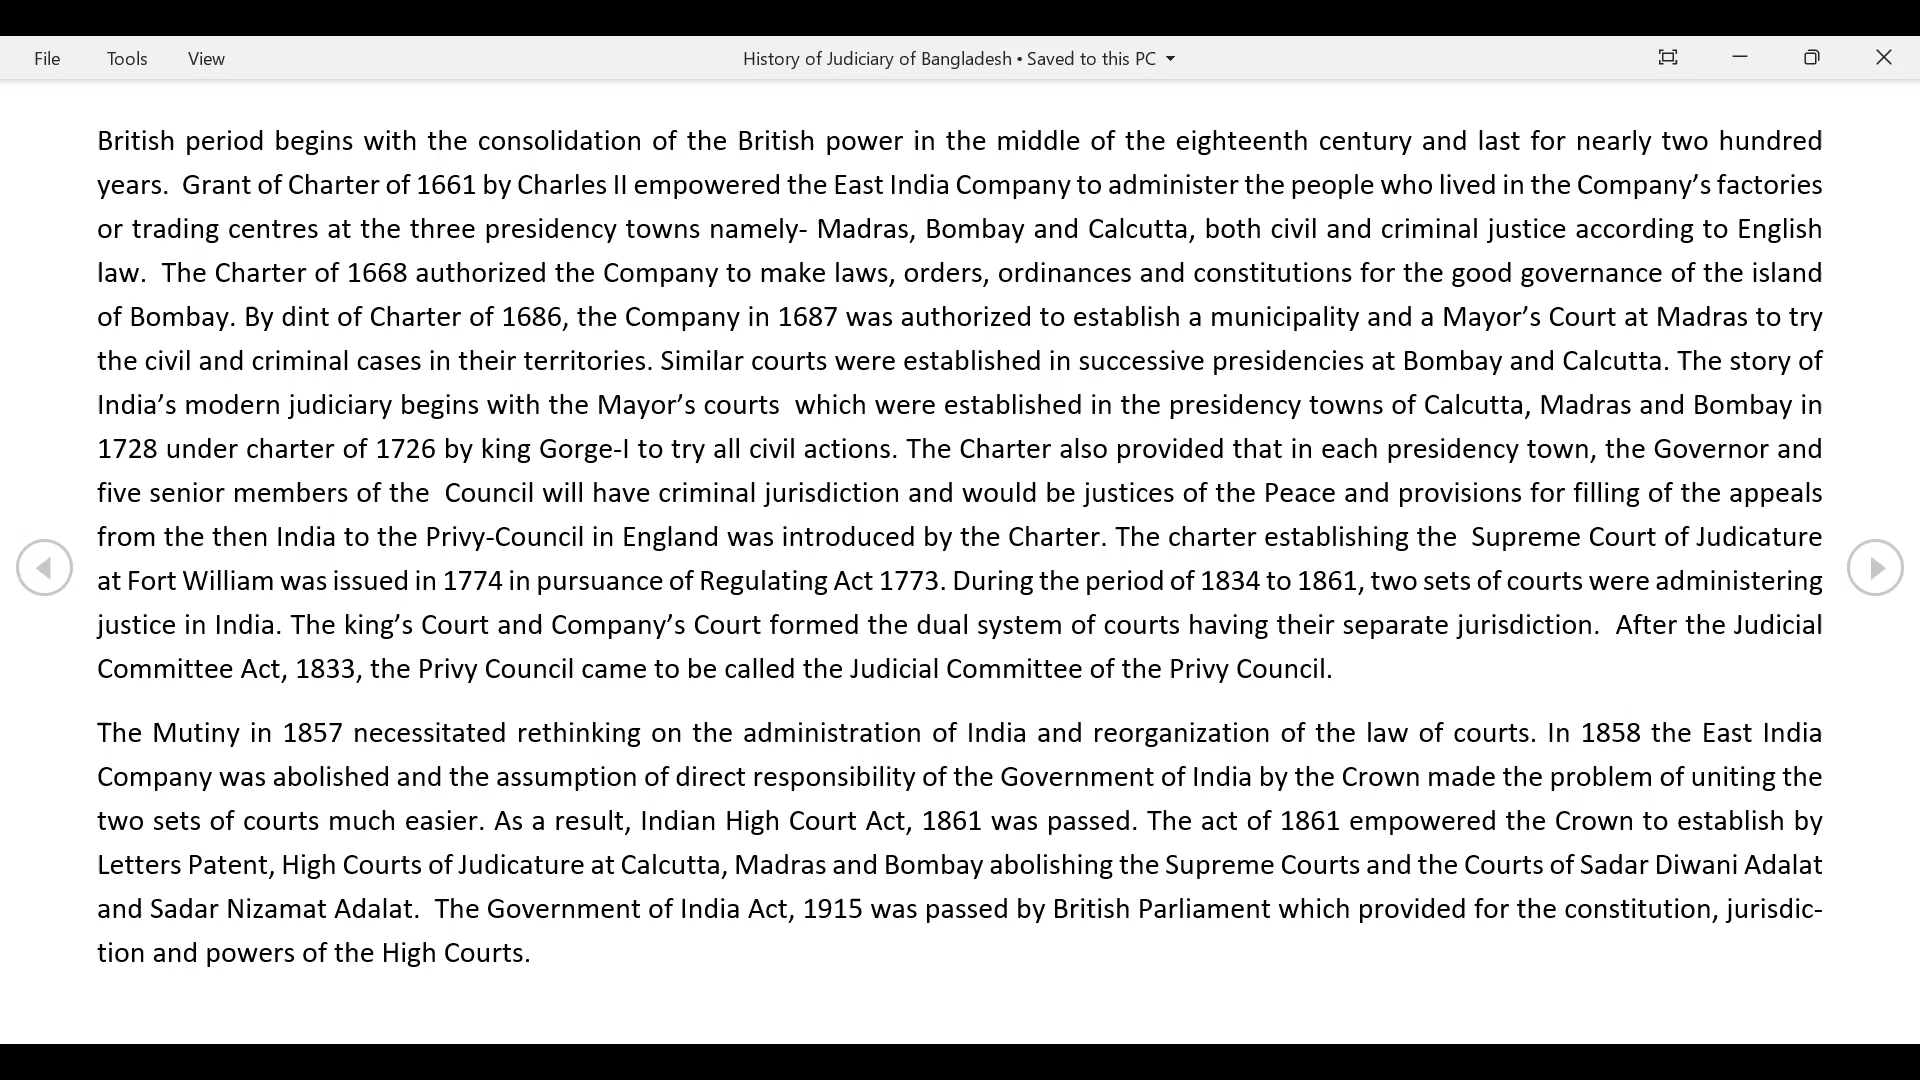 File Tools View History of Judiciary of Bangladesh • Saved to this PC
British period begins with the consolidation of the British power in the middle of the eighteenth century and last for nearly two hundred
years.  Grant of Charter of 1661 by Charles II empowered the East India Company to administer the people who lived in the Company’s factories
or trading centres at the three presidency towns namely- Madras, Bombay and Calcutta, both civil and criminal justice according to English
law.  The Charter of 1668 authorized the Company to make laws, orders, ordinances and constitutions for the good governance of the island
of Bombay. By dint of Charter of 1686, the Company in 1687 was authorized to establish a municipality and a Mayor’s Court at Madras to try
the civil and criminal cases in their territories. Similar courts were established in successive presidencies at Bombay and Calcutta. The story of
India’s modern judiciary begins with the Mayor’s courts  which were established in the presidency towns of Calcutta, Madras and Bombay in
1728 under charter of 1726 by king Gorge-I to try all civil actions. The Charter also provided that in each presidency town, the Governor and
five senior members of the  Council will have criminal jurisdiction and would be justices of the Peace and provisions for filling of the appeals
from the then India to the Privy-Council in England was introduced by the Charter. The charter establishing the  Supreme Court of Judicature
at Fort William was issued in 1774 in pursuance of Regulating Act 1773. During the period of 1834 to 1861, two sets of courts were administering
justice in India. The king’s Court and Company’s Court formed the dual system of courts having their separate jurisdiction.  After the Judicial
Committee Act, 1833, the Privy Council came to be called the Judicial Committee of the Privy Council.
The Mutiny in 1857 necessitated rethinking on the administration of India and reorganization of the law of courts. In 1858 the East India
Company was abolished and the assumption of direct responsibility of the Government of India by the Crown made the problem of uniting the
two sets of courts much easier. As a result, Indian High Court Act, 1861 was passed. The act of 1861 empowered the Crown to establish by
Letters Patent, High Courts of Judicature at Calcutta, Madras and Bombay abolishing the Supreme Courts and the Courts of Sadar Diwani Adalat
and Sadar Nizamat Adalat.  The Government of India Act, 1915 was passed by British Parliament which provided for the constitution, jurisdic-
tion and powers of the High Courts.